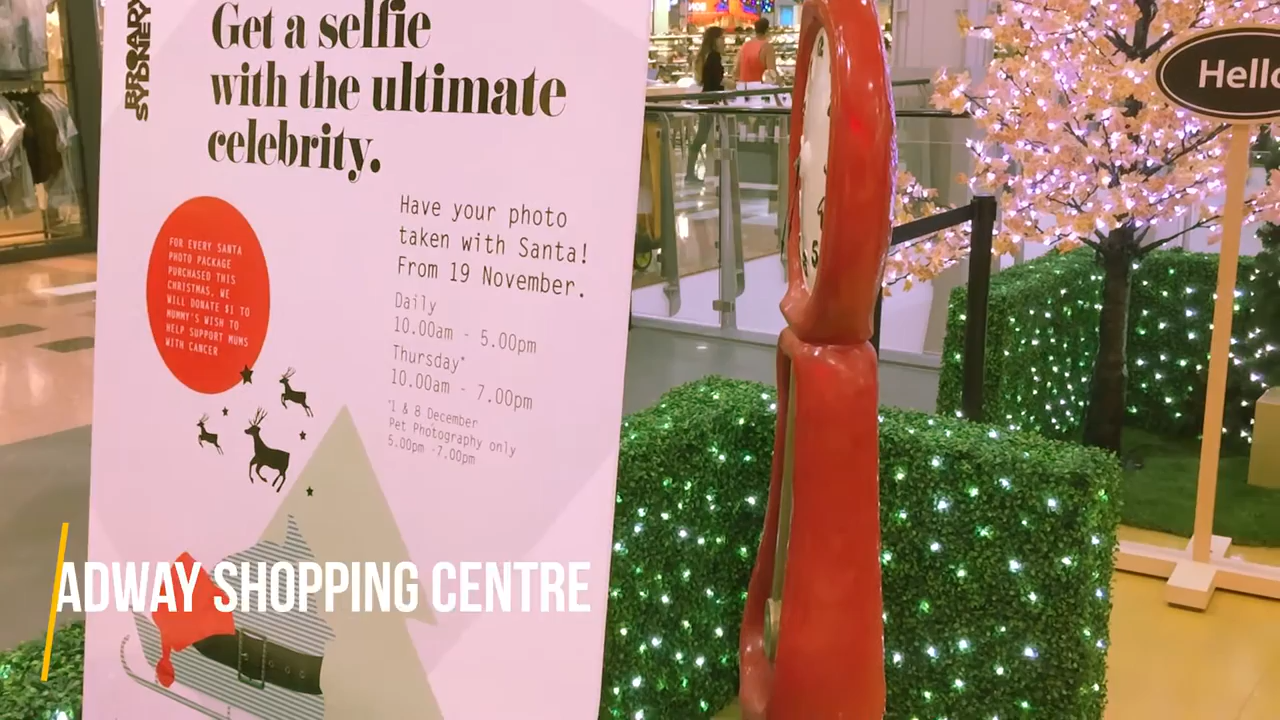 SYDNEY
Get a selfie
with the ultimate
celebrity.
Have your photo
taken with Santa!
From 19 November.
Daily
10.00am - 5.00pm
Thursday*
10.00am - 7.00pm
*1 & 8 December
Pet Photography only
5.00pm -7.00pm
FOR EVERY SANTA
PHOTO PACKAGE
PURCHASED THIS
CHRISTMAS, WE
WILL DONATE $1 TO
MUMMY'S WISH TO
HELP SUPPORT MUMS
WITH CANCER
Hello
ADWAY SHOPPING CENTRE